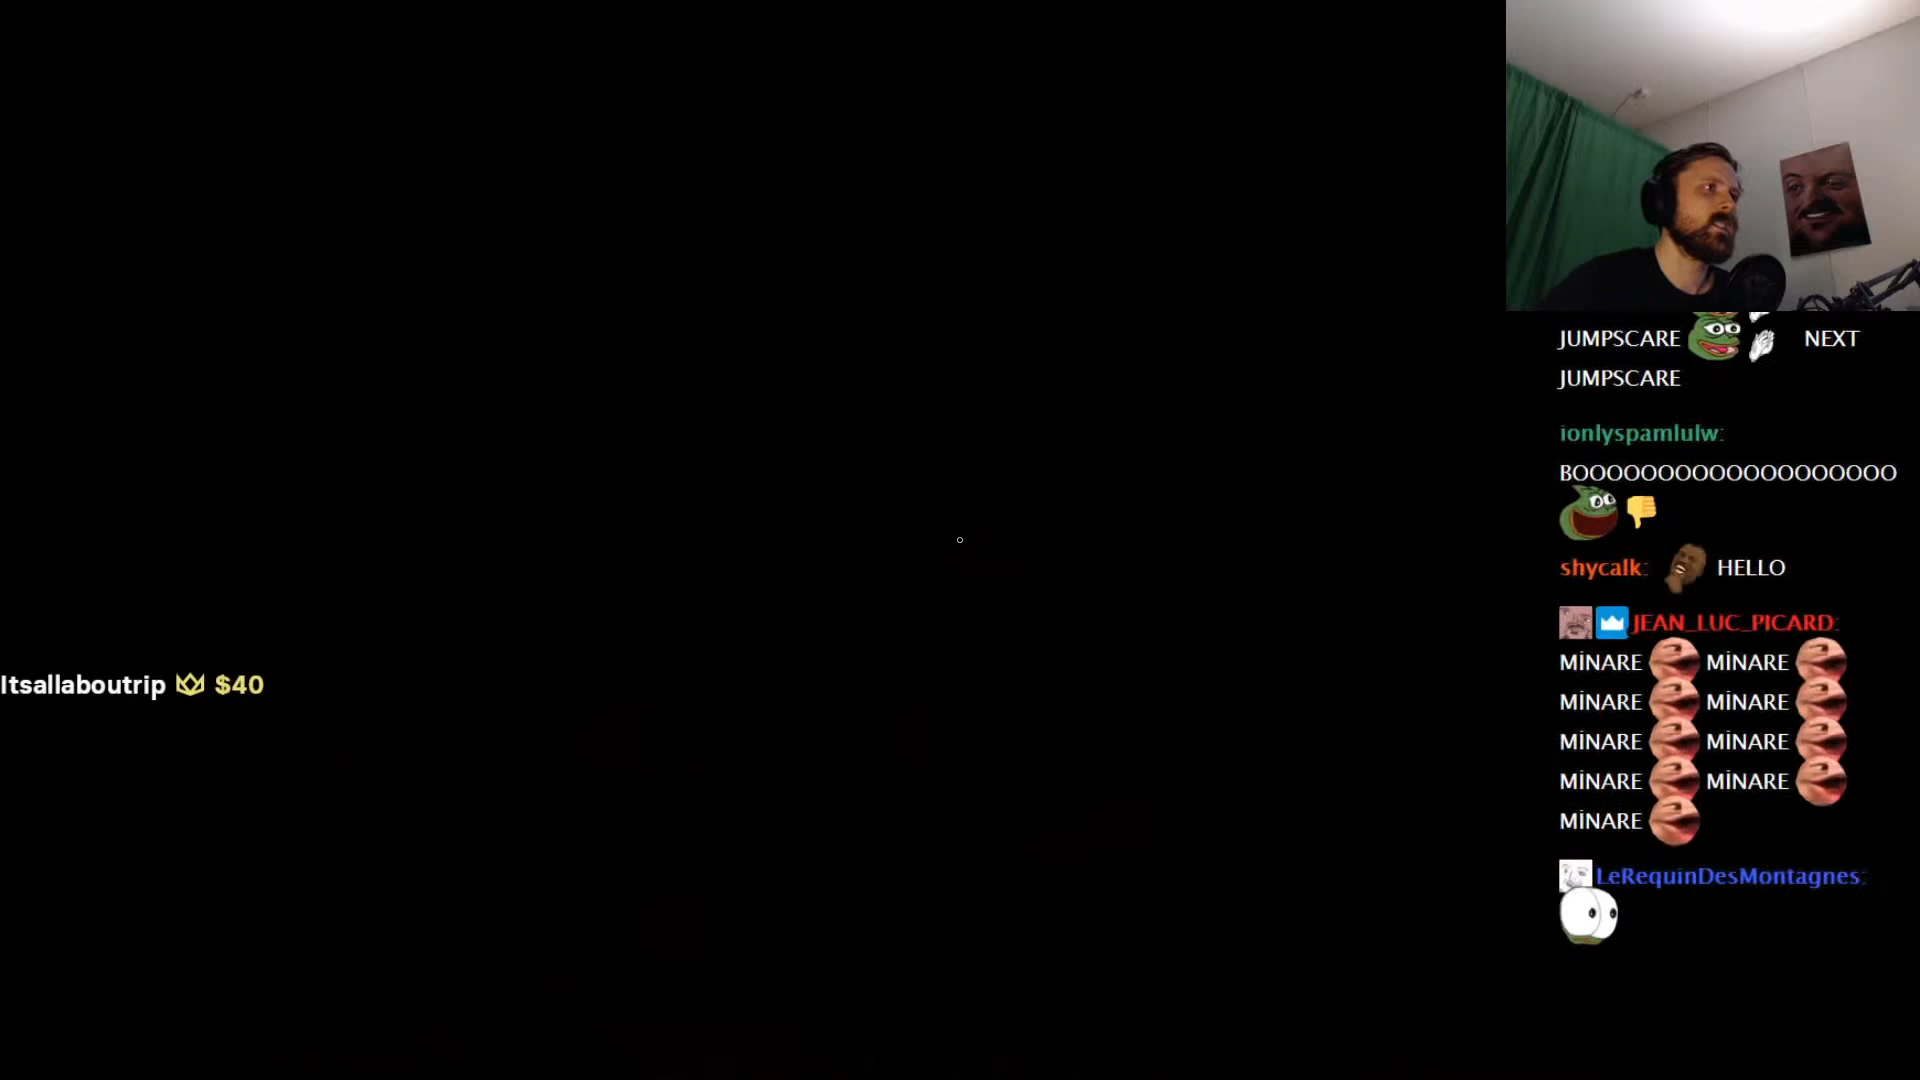 JUMPSCARE NEXT
JUMPSCARE
ionlyspamlulw:
BOOOOOOOOOOOOOOOOOOO
shycalk: HELLO
JEAN_LUC_PICARD:
MİNARE MİNARE
MİNARE MİNARE
Itsallaboutrip $40
MİNARE MİNARE
MİNARE MİNARE
MİNARE
LeRequinDesMontagnes: